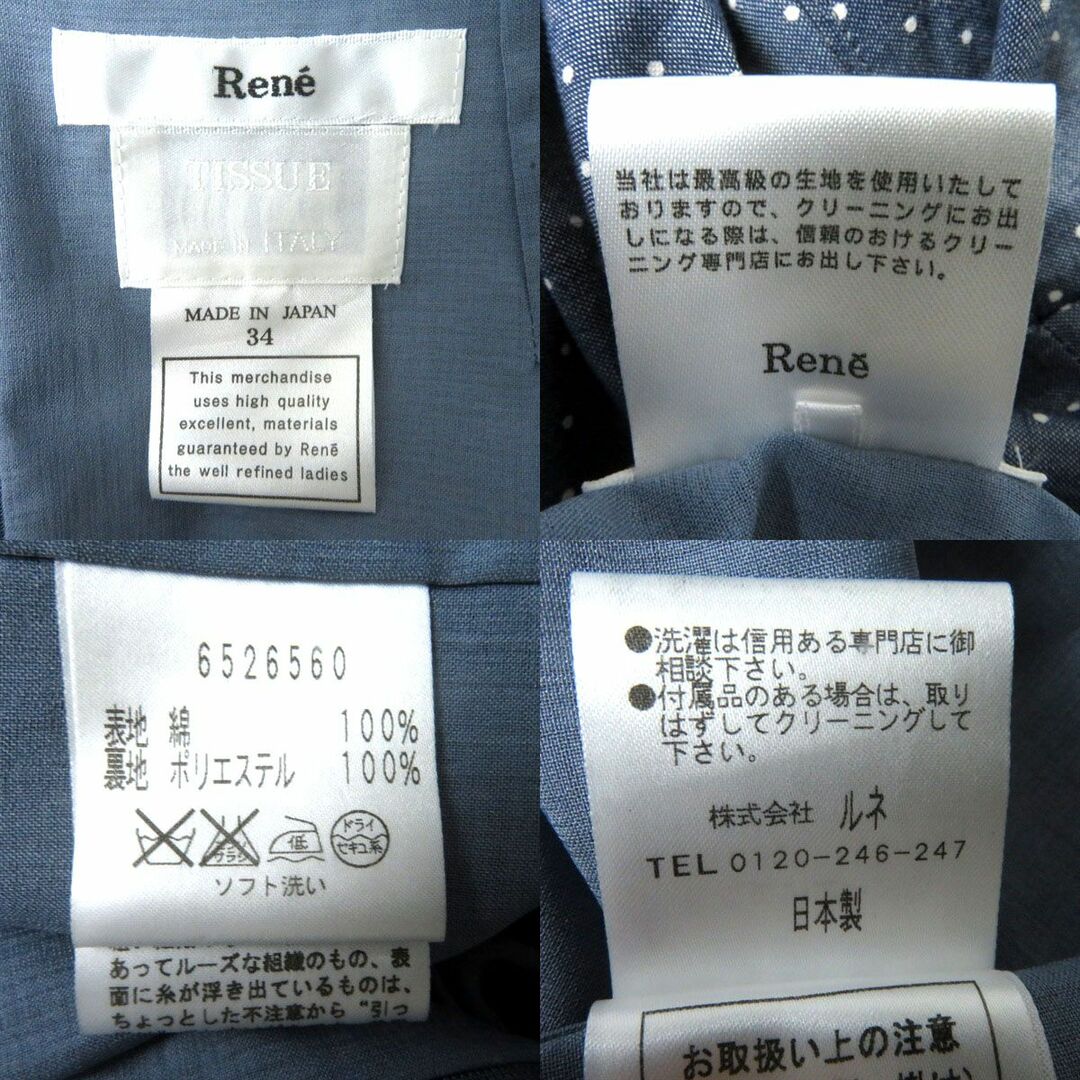 René
TISSUE
MADE IN ITALY
MADE IN JAPAN
34
This merchandise
uses high quality
excellent, materials
guaranteed by René
the well refined ladies
当社は最高級の生地を使用いたして
おりますので、クリーニングにお出
しになる際は、信頼のおけるクリー
ニング専門店にお出し下さい。
René
6526560
表地 綿 100%
裏地 ポリエステル 100%
サラシ 低 ドライ
セキユ系
ソフト洗い
あってルーズな組織のもの、表
面に糸が浮き出ているものは、
ちょっとした不注意から“引っ
●洗濯は信用ある専門店に御
相談下さい。
●付属品のある場合は、取り
はずしてクリーニングして
下さい。
株式会社 ルネ
TEL 0120-246-247
日本製
お取扱い上の注意